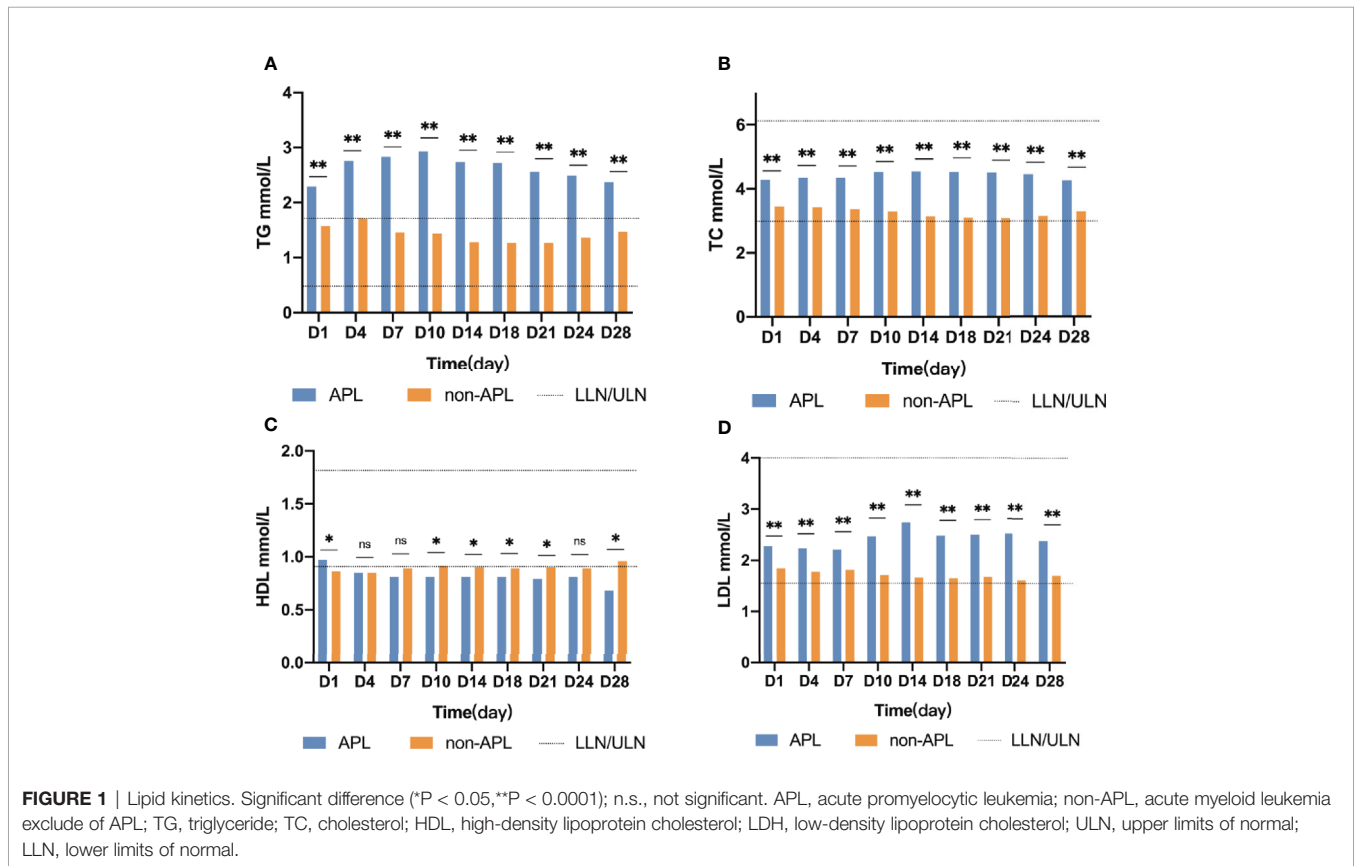 A
4
3
2
1
0
TG mmol/L
**
**
**
**
**
**
**
**
**
D1 D4 D7 D10 D14 D18 D21 D24 D28
Time(day)
APL non-APL LLN/ULN
B
6
4
2
0
TC mmol/L
**
**
**
**
**
**
**
**
**
D1 D4 D7 D10 D14 D18 D21 D24 D28
Time(day)
APL non-APL LLN/ULN
C
2.0
1.5
1.0
0.5
0.0
HDL mmol/L
*
ns
ns
*
*
*
*
ns
*
D1 D4 D7 D10 D14 D18 D21 D24 D28
Time(day)
APL non-APL LLN/ULN
D
4
3
2
1
0
LDL mmol/L
**
**
**
**
**
**
**
**
**
D1 D4 D7 D10 D14 D18 D21 D24 D28
Time(day)
APL non-APL LLN/ULN
FIGURE 1 | Lipid kinetics. Significant difference (*P < 0.05,**P < 0.0001); n.s., not significant. APL, acute promyelocytic leukemia; non-APL, acute myeloid leukemia
exclude of APL; TG, triglyceride; TC, cholesterol; HDL, high-density lipoprotein cholesterol; LDH, low-density lipoprotein cholesterol; ULN, upper limits of normal;
LLN, lower limits of normal.